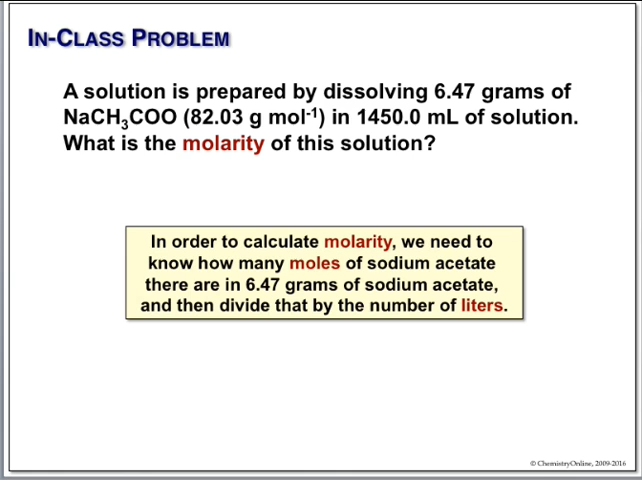 IN-CLASS PROBLEM
A solution is prepared by dissolving 6.47 grams of
NaCH₃COO (82.03 g mol⁻¹) in 1450.0 mL of solution.
What is the molarity of this solution?
In order to calculate molarity, we need to
know how many moles of sodium acetate
there are in 6.47 grams of sodium acetate,
and then divide that by the number of liters.
© ChemistryOnline, 2009-2016